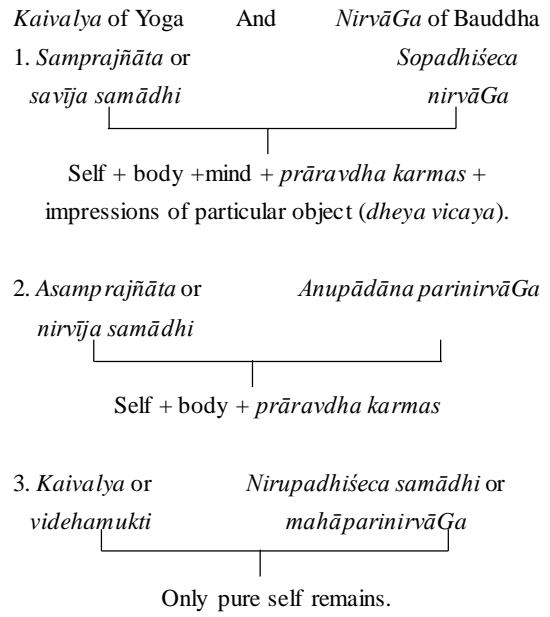 Kaivalya of Yoga And NirvāGa of Bauddha
1. Samprajñāta or Sopadhiśeca
savīja samādhi nirvāGa
Self + body +mind + prāravdha karmas +
impressions of particular object (dheya vicaya).
2. Asamprajñāta or Anupādāna parinirvāGa
nirvīja samādhi
Self + body + prāravdha karmas
3. Kaivalya or Nirupadhiśeca samādhi or
videhamukti mahāparinirvāGa
Only pure self remains.